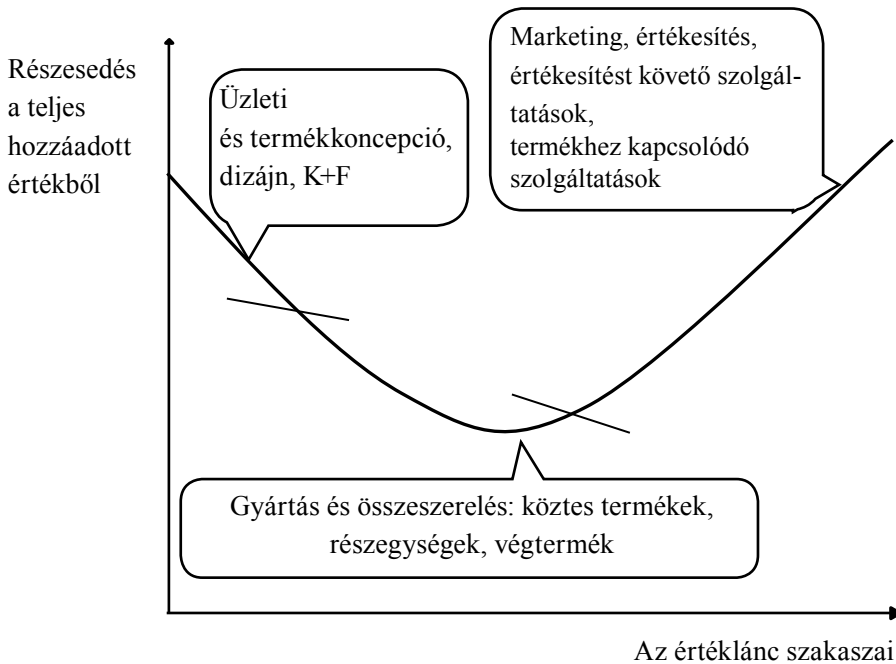 Részesedés
a teljes
hozzáadott
értékből
Üzleti
és termékkoncepció,
dizájn, K+F
Marketing, értékesítés,
értékesítést követő szolgál-
tatások,
termékhez kapcsolódó
szolgáltatások
Gyártás és összeszerelés: köztes termékek,
részegységek, végtermék
Az értéklánc szakaszai